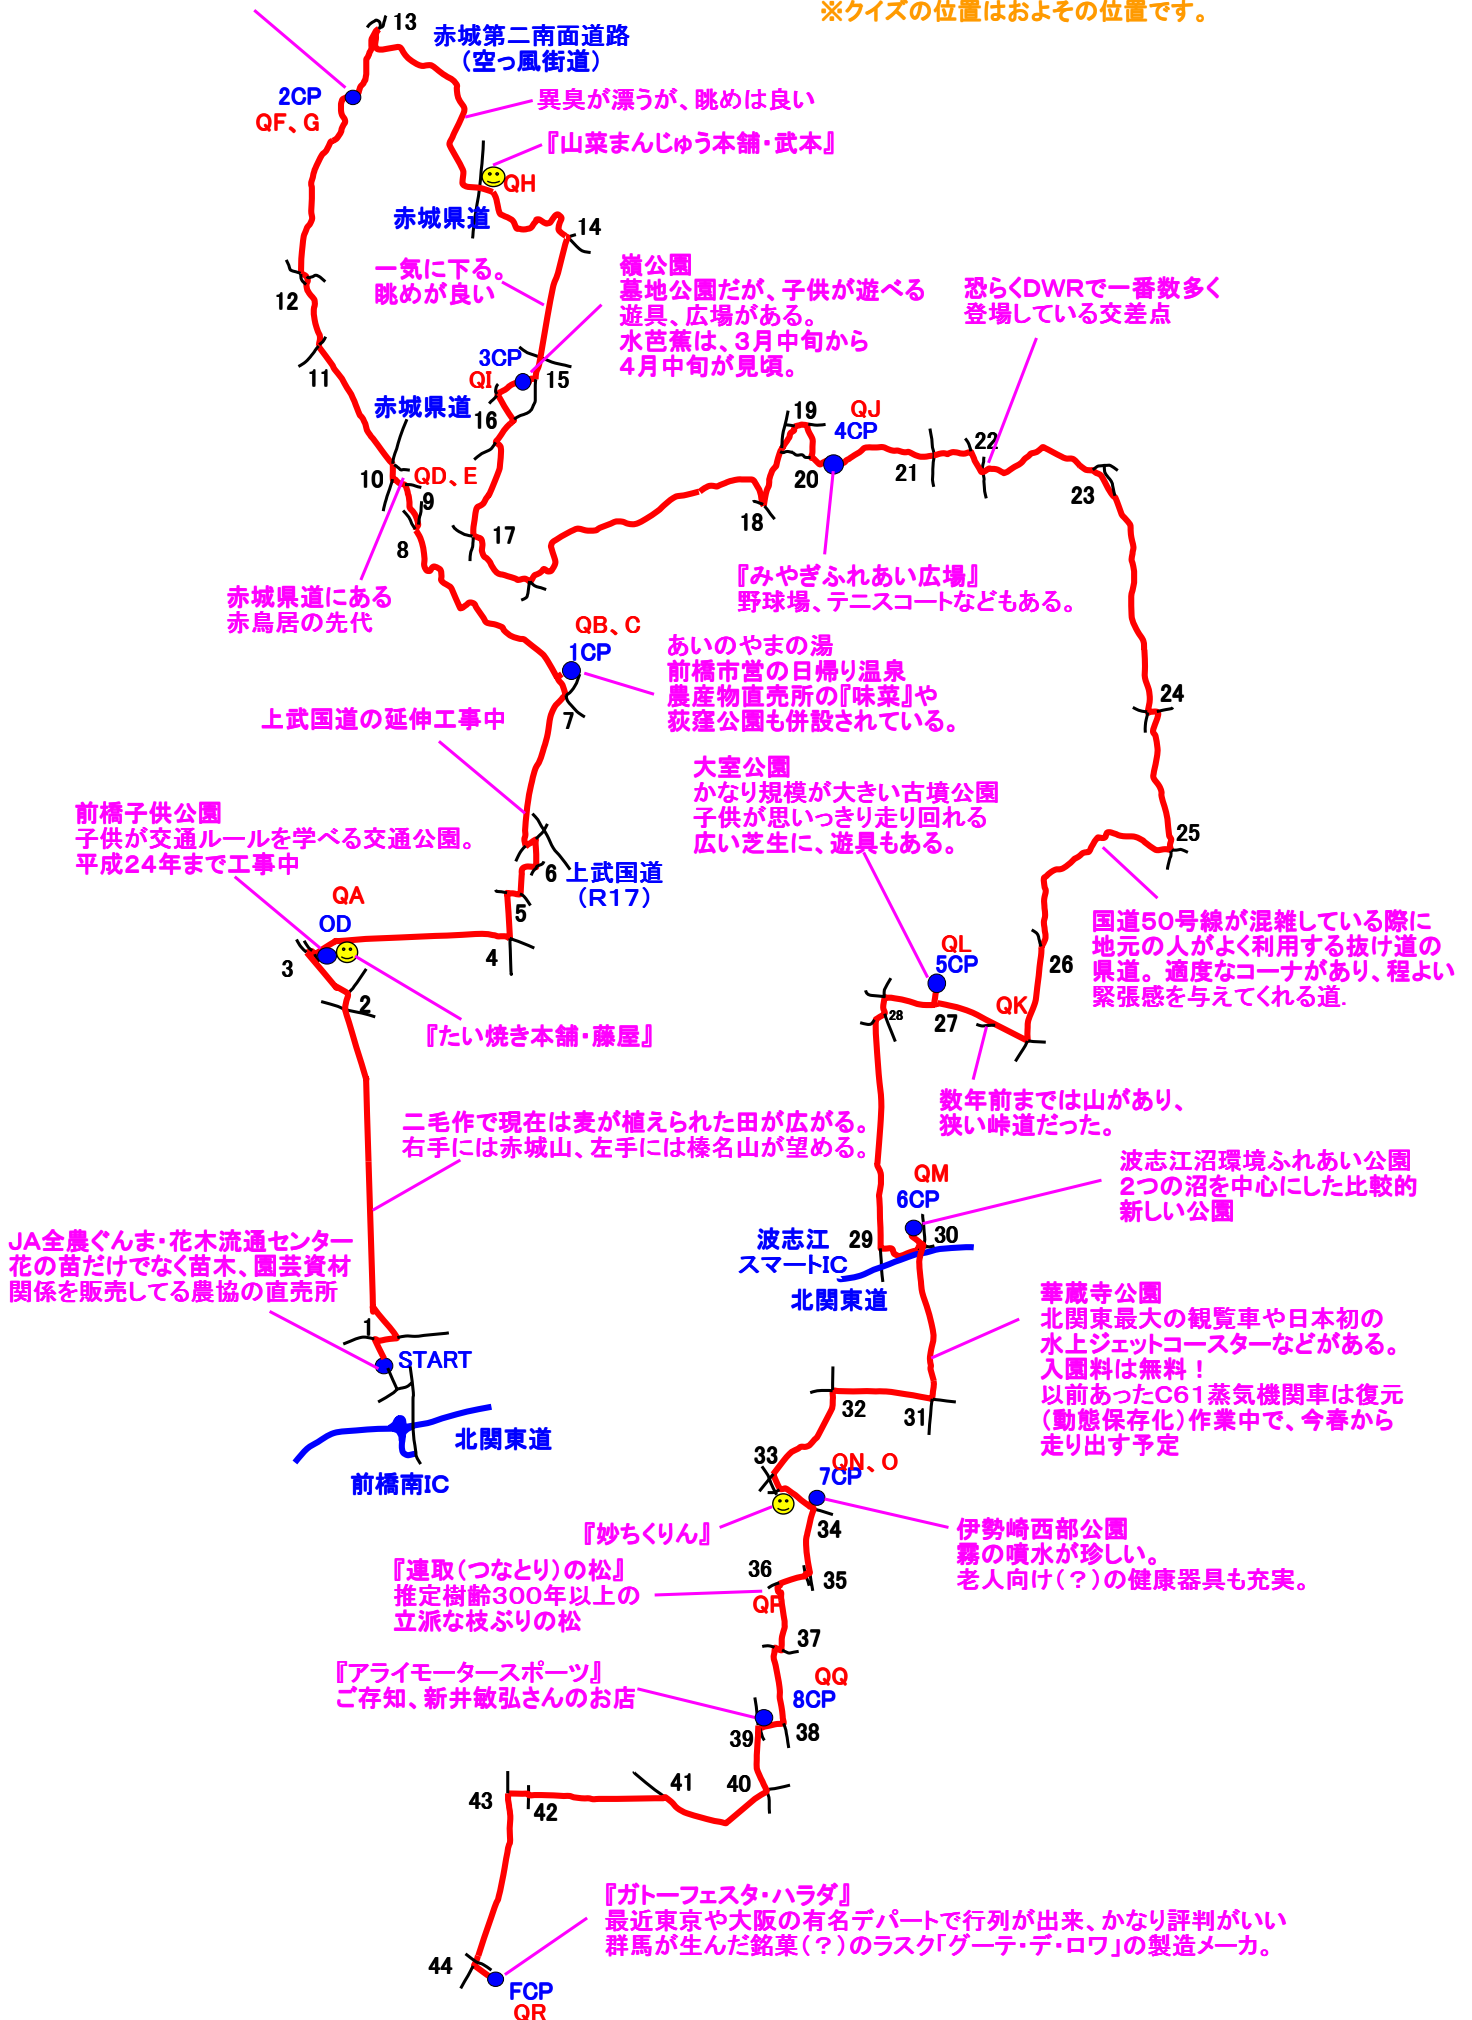 ※クイズの位置はおよその位置です。
13
赤城第二南面道路
（空っ風街道）
2CP
QF、G
異臭が漂うが、眺めは良い
『山菜まんじゅう本舗・武本』
QH
赤城県道
14
一気に下る。
眺めが良い
嶺公園
墓地公園だが、子供が遊べる
遊具、広場がある。
水芭蕉は、3月中旬から
4月中旬が見頃。
恐らくDWRで一番数多く
登場している交差点
12
11
3CP
QI
15
16
赤城県道
19
QJ
4CP
20
21
22
23
10
QD、E
9
8
17
18
『みやぎふれあい広場』
野球場、テニスコートなどもある。
赤城県道にある
赤鳥居の先代
QB、C
1CP
あいのやまの湯
前橋市営の日帰り温泉
農産物直売所の『味菜』や
荻窪公園も併設されている。
7
24
上武国道の延伸工事中
大室公園
かなり規模が大きい古墳公園
子供が思いっきり走り回れる
広い芝生に、遊具もある。
前橋子供公園
子供が交通ルールを学べる交通公園。
平成24年まで工事中
25
6
上武国道
（R17）
5
QA
OD
3
4
2
国道50号線が混雑している際に
地元の人がよく利用する抜け道の
県道。適度なコーナがあり、程よい
緊張感を与えてくれる道.
QL
5CP
26
QK
27
28
『たい焼き本舗・藤屋』
数年前までは山があり、
狭い峠道だった。
二毛作で現在は麦が植えられた田が広がる。
右手には赤城山、左手には榛名山が望める。
波志江沼環境ふれあい公園
2つの沼を中心にした比較的
新しい公園
QM
6CP
29
30
波志江
スマートIC
北関東道
JA全農ぐんま・花木流通センター
花の苗だけでなく苗木、園芸資材
関係を販売してる農協の直売所
1
START
華蔵寺公園
北関東最大の観覧車や日本初の
水上ジェットコースターなどがある。
入園料は無料！
以前あったC61蒸気機関車は復元
（動態保存化）作業中で、今春から
走り出す予定
32
31
北関東道
前橋南IC
33
QN、O
7CP
34
『妙ちくりん』
伊勢崎西部公園
霧の噴水が珍しい。
老人向け（？）の健康器具も充実。
『連取（つなとり）の松』
推定樹齢300年以上の
立派な枝ぶりの松
36
35
QP
37
『アライモータースポーツ』
ご存知、新井敏弘さんのお店
QQ
8CP
39
38
43
42
41
40
『ガトーフェスタ・ハラダ』
最近東京や大阪の有名デパートで行列が出来、かなり評判がいい
群馬が生んだ銘菓（？）のラスク「グーテ・デ・ロワ」の製造メーカ。
44
FCP
QR